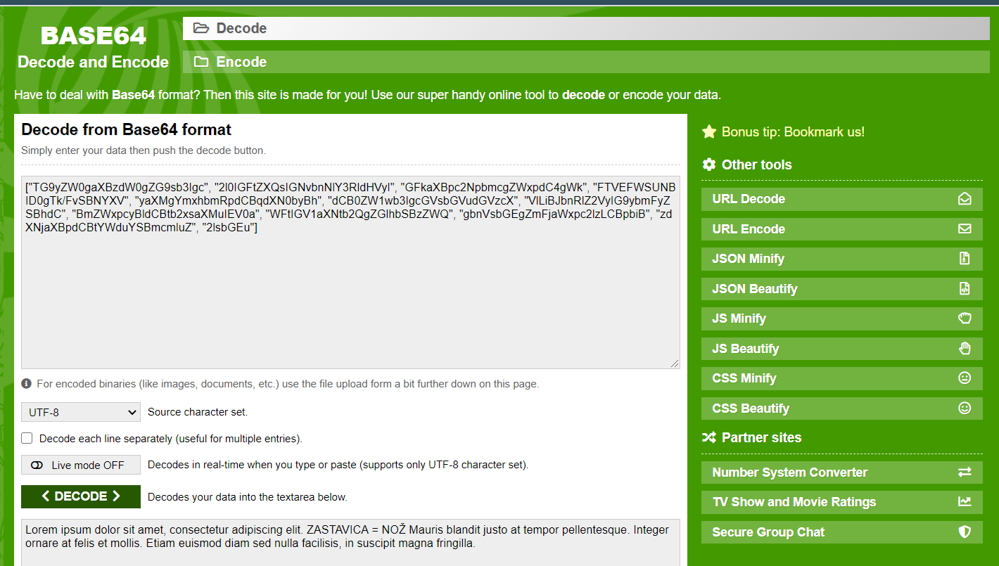 BASE64
Decode and Encode
Decode
Encode
Have to deal with Base64 format? Then this site is made for you! Use our super handy online tool to decode or encode your data.
Decode from Base64 format
Simply enter your data then push the decode button.
["TG9yZW0gaXBzdW0gZG9sb3Igc", "2l0IGFtZXQsIGNvbnNlY3RldHVyI", "GFkaXBpc2NpbmcgZWxpdC4gWk", "FTVEFWSUNB
ID0gTk/FvSBNYXV", "yaXMgYmxhbmRpdCBqdXN0byBh", "dCB0ZW1wb3IgcGVsbGVudGVzcX", "VlLiBJbnRlZ2VyIG9ybmFyZ
SBhdC", "BmZWxpcyBldCBtb2xsaXMuIEV0a", "WFtIGV1aXNtb2QgZGlhbSBzZWQ", "gbnVsbGEgZmFjaWxpc2lzLCBpbiB", "zd
XNjaXBpdCBtYWduYSBmcmluZ", "2lsbGEu"]
For encoded binaries (like images, documents, etc.) use the file upload form a bit further down on this page.
UTF-8 Source character set.
Decode each line separately (useful for multiple entries).
Live mode OFF Decodes in real-time when you type or paste (supports only UTF-8 character set).
DECODE Decodes your data into the textarea below.
Lorem ipsum dolor sit amet, consectetur adipiscing elit. ZASTAVICA = NOŽ Mauris blandit justo at tempor pellentesque. Integer
ornare at felis et mollis. Etiam euismod diam sed nulla facilisis, in suscipit magna fringilla.
Bonus tip: Bookmark us!
Other tools
URL Decode
URL Encode
JSON Minify
JSON Beautify
JS Minify
JS Beautify
CSS Minify
CSS Beautify
Partner sites
Number System Converter
TV Show and Movie Ratings
Secure Group Chat